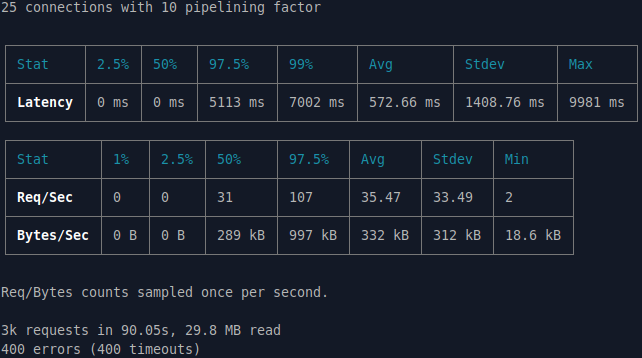 25 connections with 10 pipelining factor
Stat 2.5% 50% 97.5% 99% Avg Stdev Max
Latency 0 ms 0 ms 5113 ms 7002 ms 572.66 ms 1408.76 ms 9981 ms
Stat 1% 2.5% 50% 97.5% Avg Stdev Min
Req/Sec 0 0 31 107 35.47 33.49 2
Bytes/Sec 0 B 0 B 289 kB 997 kB 332 kB 312 kB 18.6 kB
Req/Bytes counts sampled once per second.
3k requests in 90.05s, 29.8 MB read
400 errors (400 timeouts)